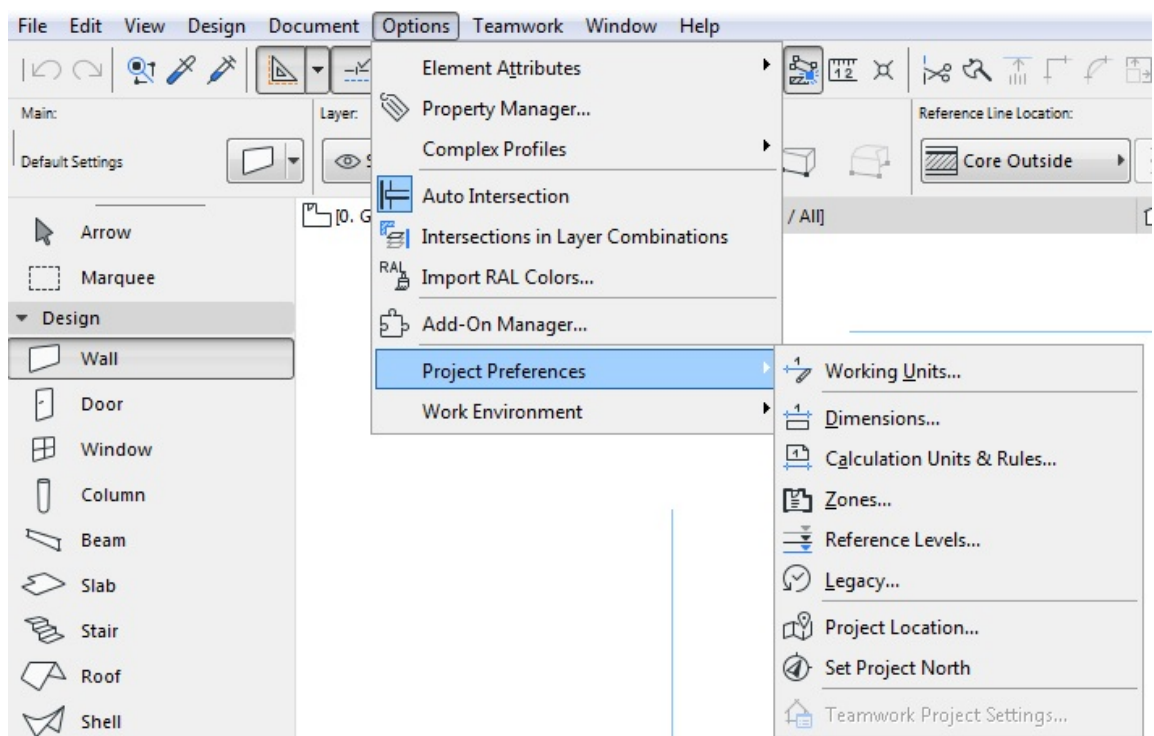 File Edit View Design Document Options Teamwork Window Help
Main:
Layer:
Reference Line Location:
Default Settings
Core Outside
[0. G
/ All]
Arrow
Marquee
Design
Wall
Door
Window
Column
Beam
Slab
Stair
Roof
Shell
Element Attributes
Property Manager...
Complex Profiles
Auto Intersection
Intersections in Layer Combinations
RAL Import RAL Colors...
Add-On Manager...
Project Preferences
Work Environment
Working Units...
Dimensions...
Calculation Units & Rules...
Zones...
Reference Levels...
Legacy...
Project Location...
Set Project North
Teamwork Project Settings...